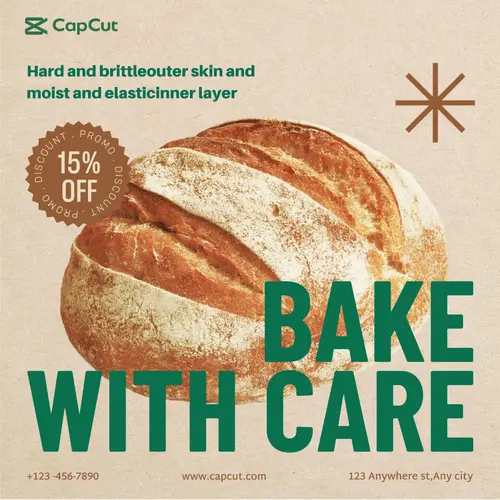 CapCut
Hard and brittleouter skin and
moist and elasticinner layer
DISCOUNT . PROMO . DISCOUNT . PROMO .
15%
OFF
BAKE
WITH CARE
+123 -456-7890
www.capcut.com
123 Anywhere st,Any city